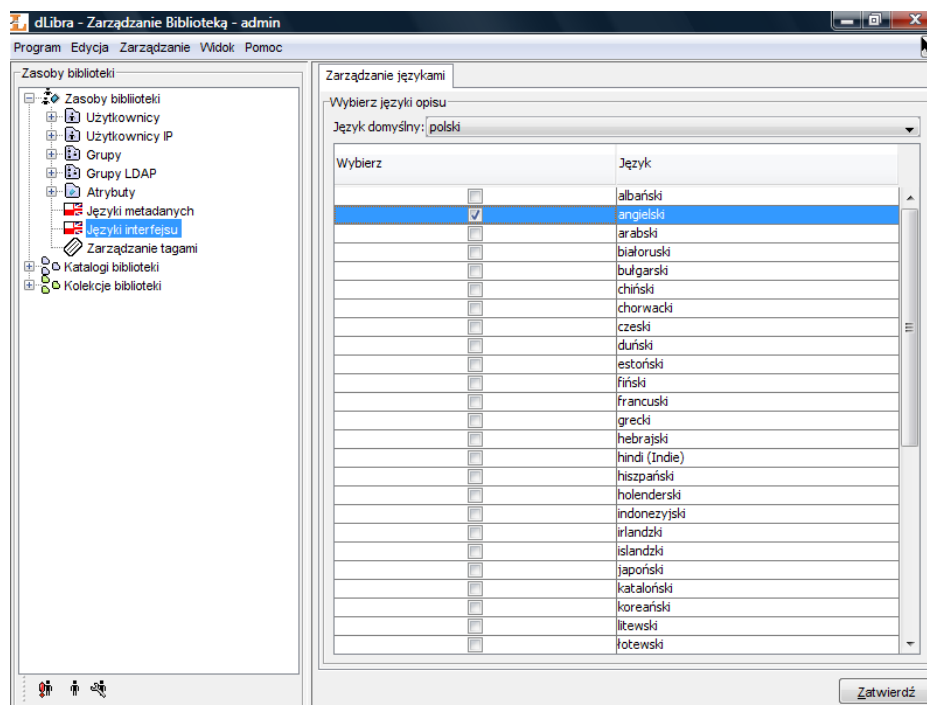 dLibra - Zarządzanie Biblioteką - admin
Program Edycja Zarządzanie Widok Pomoc
Zasoby biblioteki
Zasoby bibliioteki
Użytkownicy
Użytkownicy IP
Grupy
Grupy LDAP
Atrybuty
Języki metadanych
Języki interfejsu
Zarządzanie tagami
Katalogi biblioteki
Kolekcje biblioteki
Zarządzanie językami
Wybierz języki opisu
Język domyślny: polski
Wybierz Język
albański
angielski
arabski
białoruski
bułgarski
chiński
chorwacki
czeski
duński
estoński
fiński
francuski
grecki
hebrajski
hindi (Indie)
hiszpański
holenderski
indonezyjski
irlandzki
islandzki
japoński
kataloński
koreański
litewski
łotewski
Zatwierdź